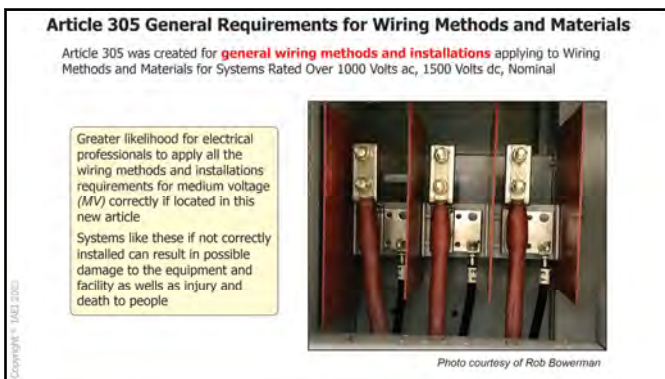 Article 305 General Requirements for Wiring Methods and Materials
Article 305 was created for general wiring methods and installations applying to Wiring
Methods and Materials for Systems Rated Over 1000 Volts ac, 1500 Volts dc, Nominal
Greater likelihood for electrical
professionals to apply all the
wiring methods and installations
requirements for medium voltage
(MV) correctly if located in this
new article
Systems like these if not correctly
installed can result in possible
damage to the equipment and
facility as wells as injury and
death to people
Photo courtesy of Rob Bowerman
Copyright © IAEI